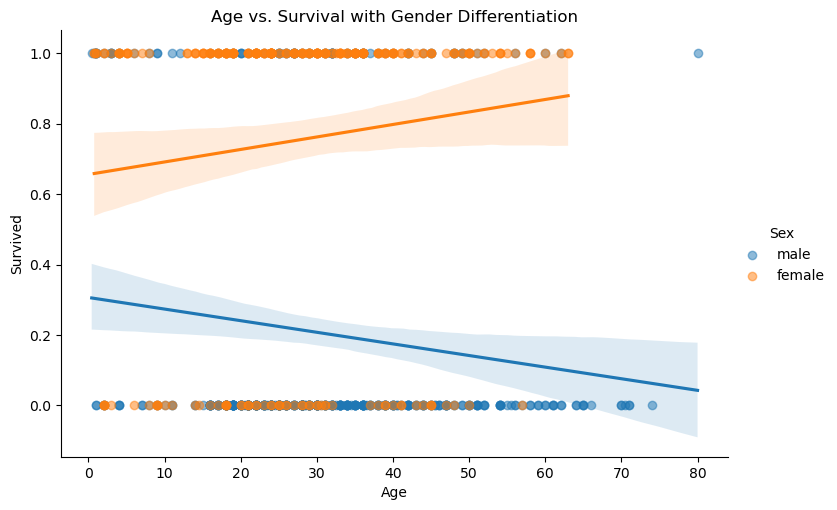 Age vs. Survival with Gender Differentiation
1.0
0.8
0.6
0.4
0.2
0.0
Survived
0 10 20 30 40 50 60 70 80
Age
Sex
male
female